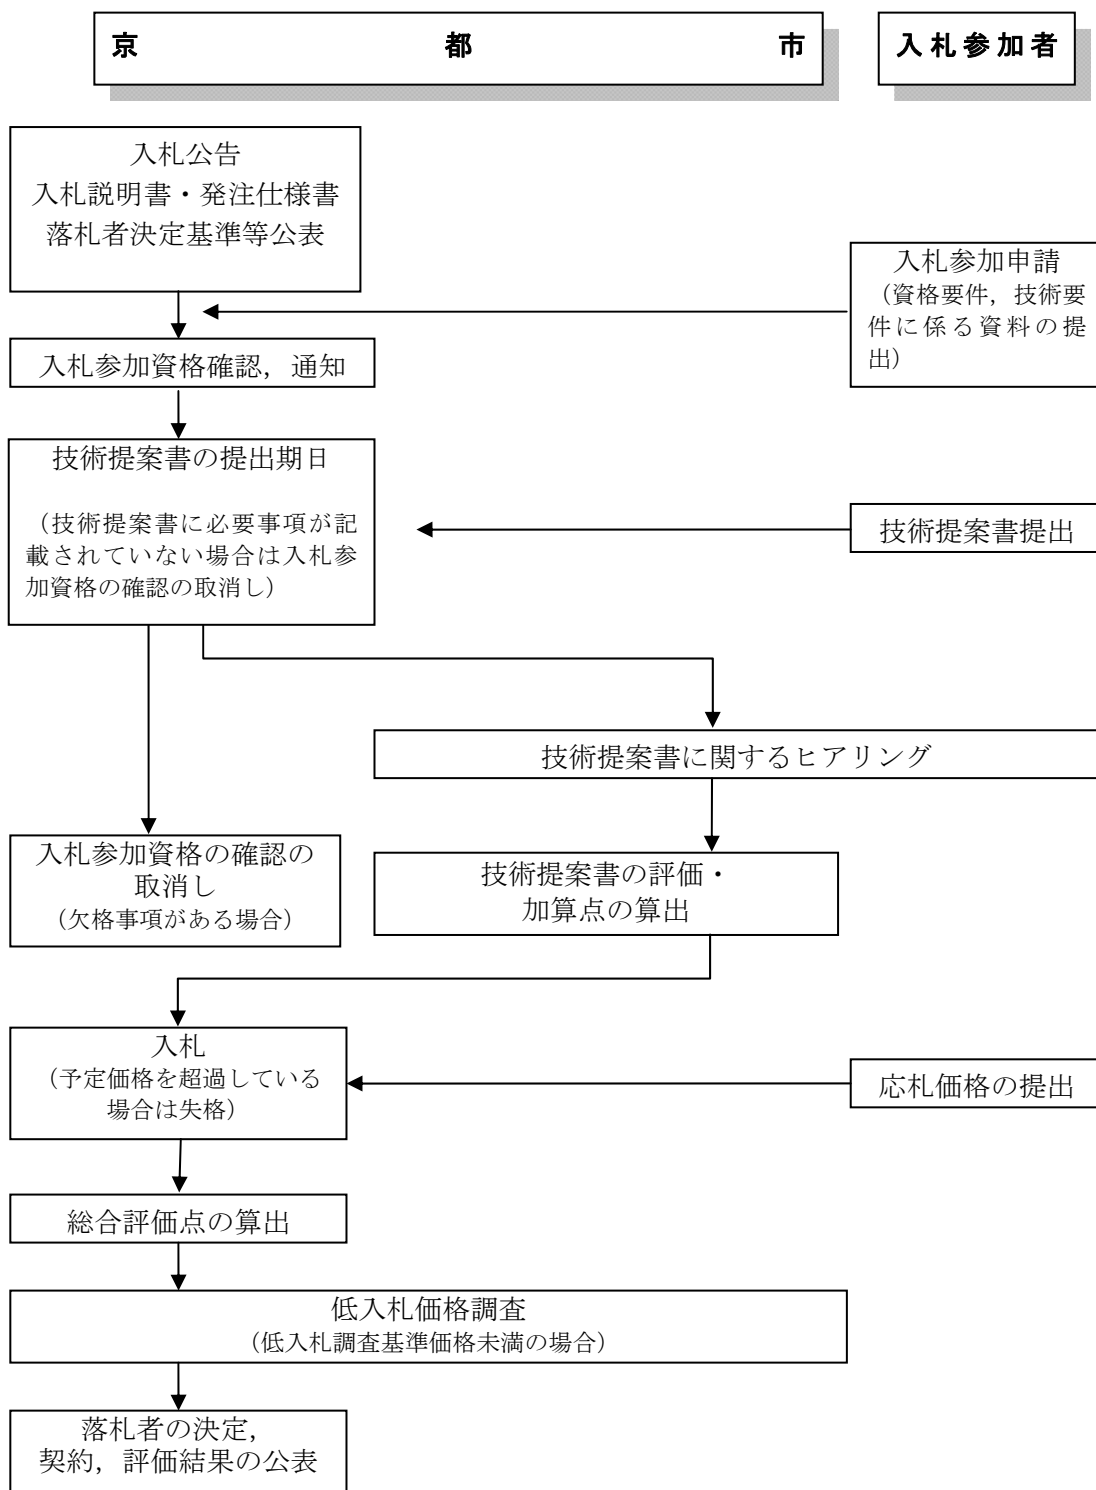 京都市
入札参加者
入札公告
入札説明書・発注仕様書
落札者決定基準等公表
入札参加申請
（資格要件，技術要
件に係る資料の提
出）
入札参加資格確認，通知
技術提案書の提出期日
（技術提案書に必要事項が記
載されていない場合は入札参
加資格の確認の取消し）
技術提案書提出
技術提案書に関するヒアリング
入札参加資格の確認の
取消し
（欠格事項がある場合）
技術提案書の評価・
加算点の算出
入札
（予定価格を超過している
場合は失格）
応札価格の提出
総合評価点の算出
低入札価格調査
（低入札調査基準価格未満の場合）
落札者の決定，
契約，評価結果の公表